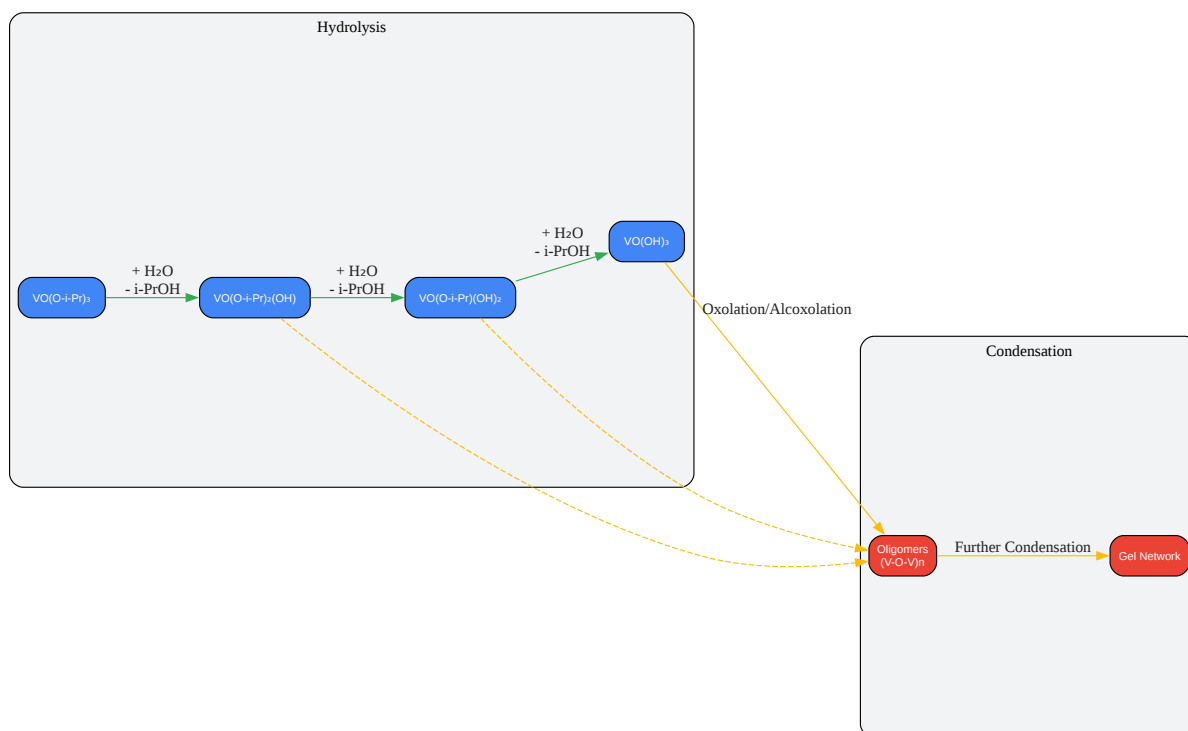 Hydrolysis
+ H₂O
- i-PrOH
VO(OH)₃
VO(O-i-Pr)₃
+ H₂O
- i-PrOH
VO(O-i-Pr)₂(OH)
+ H₂O
- i-PrOH
VO(O-i-Pr)(OH)₂
Oxolation/Alcoxolation
Condensation
Oligomers
(V-O-V)n
Further Condensation
Gel Network